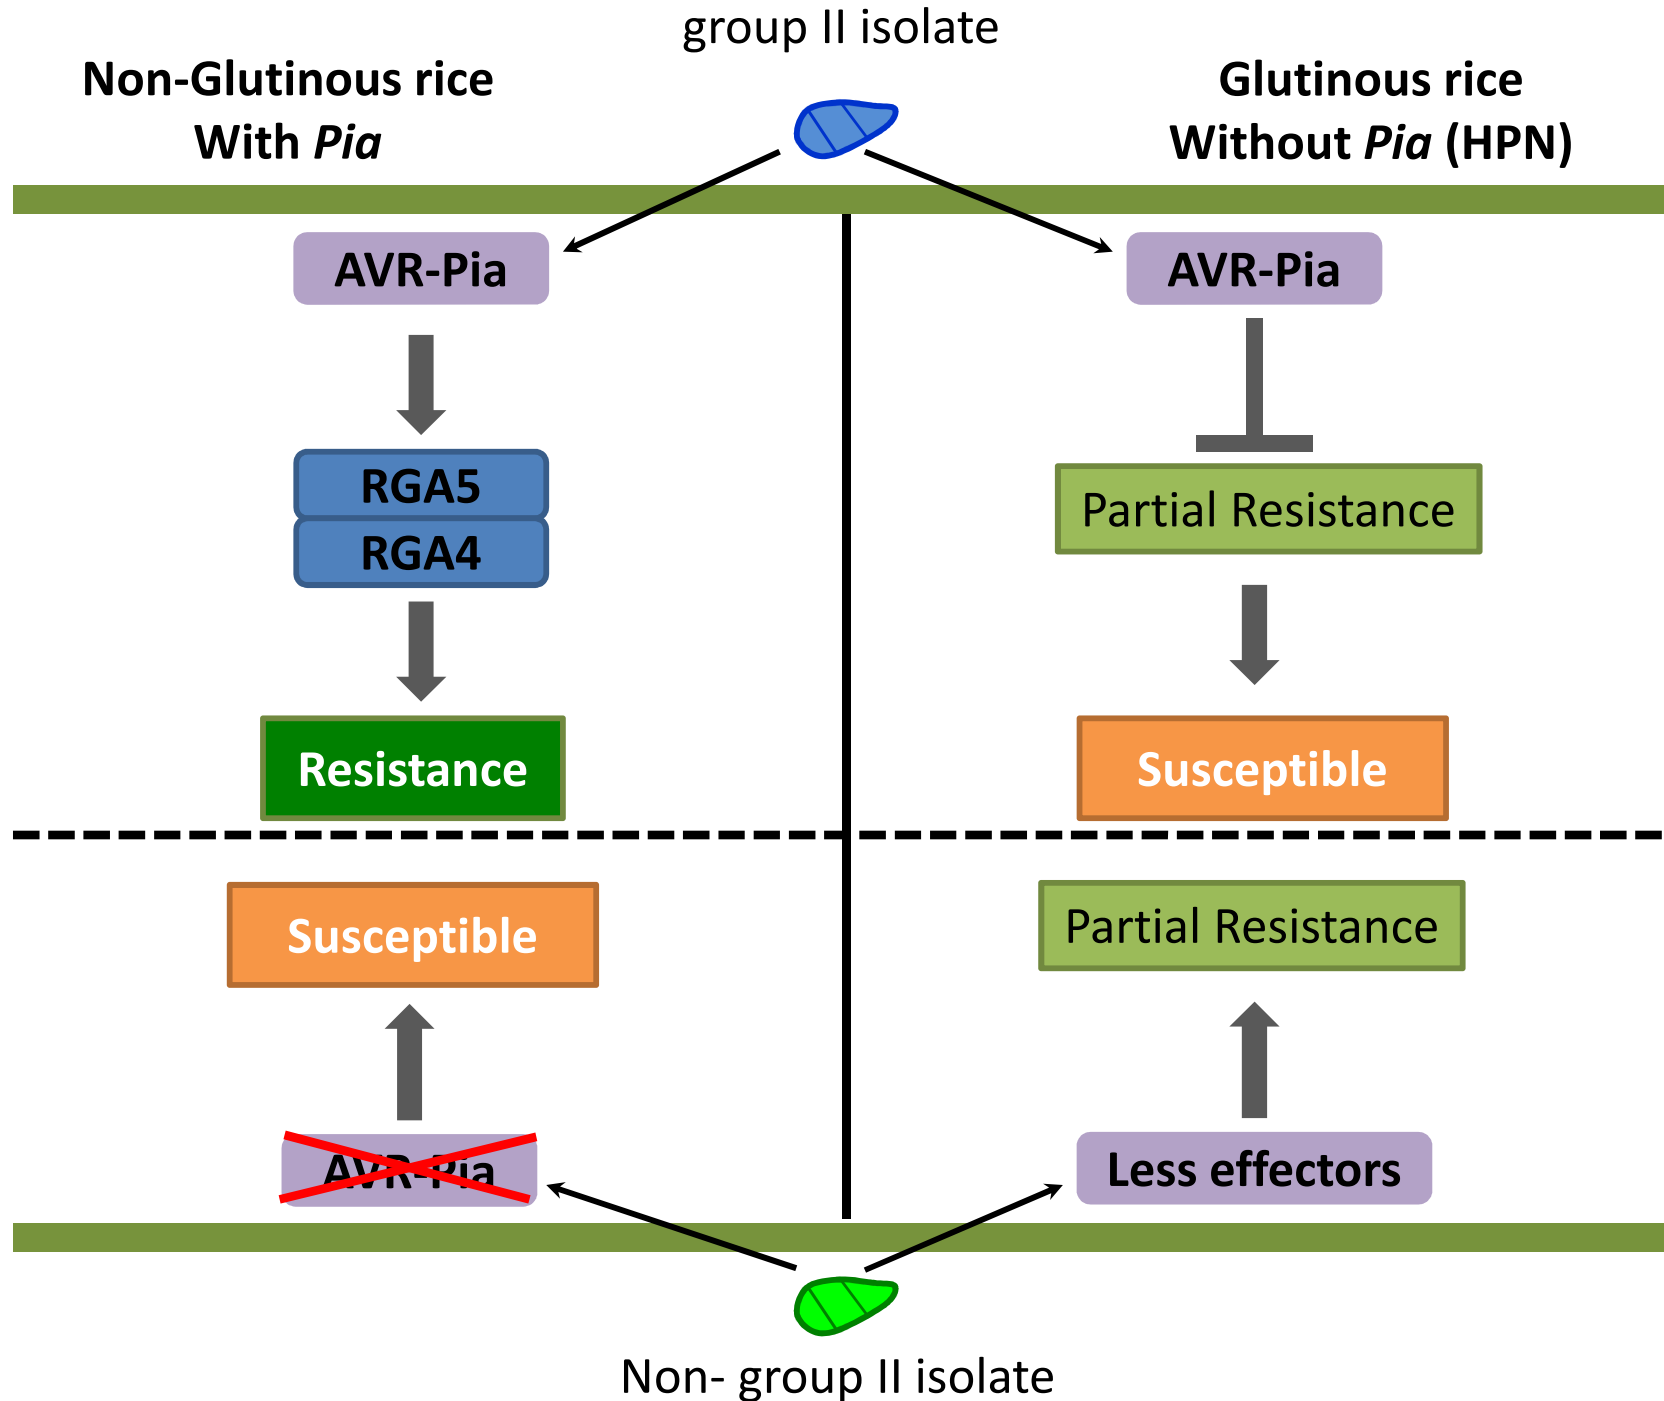 group II isolate
Non-Glutinous rice
With Pia
Glutinous rice
Without Pia (HPN)
AVR-Pia
AVR-Pia
RGA5
RGA4
Partial Resistance
Resistance
Susceptible
Susceptible
Partial Resistance
AVR-Pia
Less effectors
Non- group II isolate